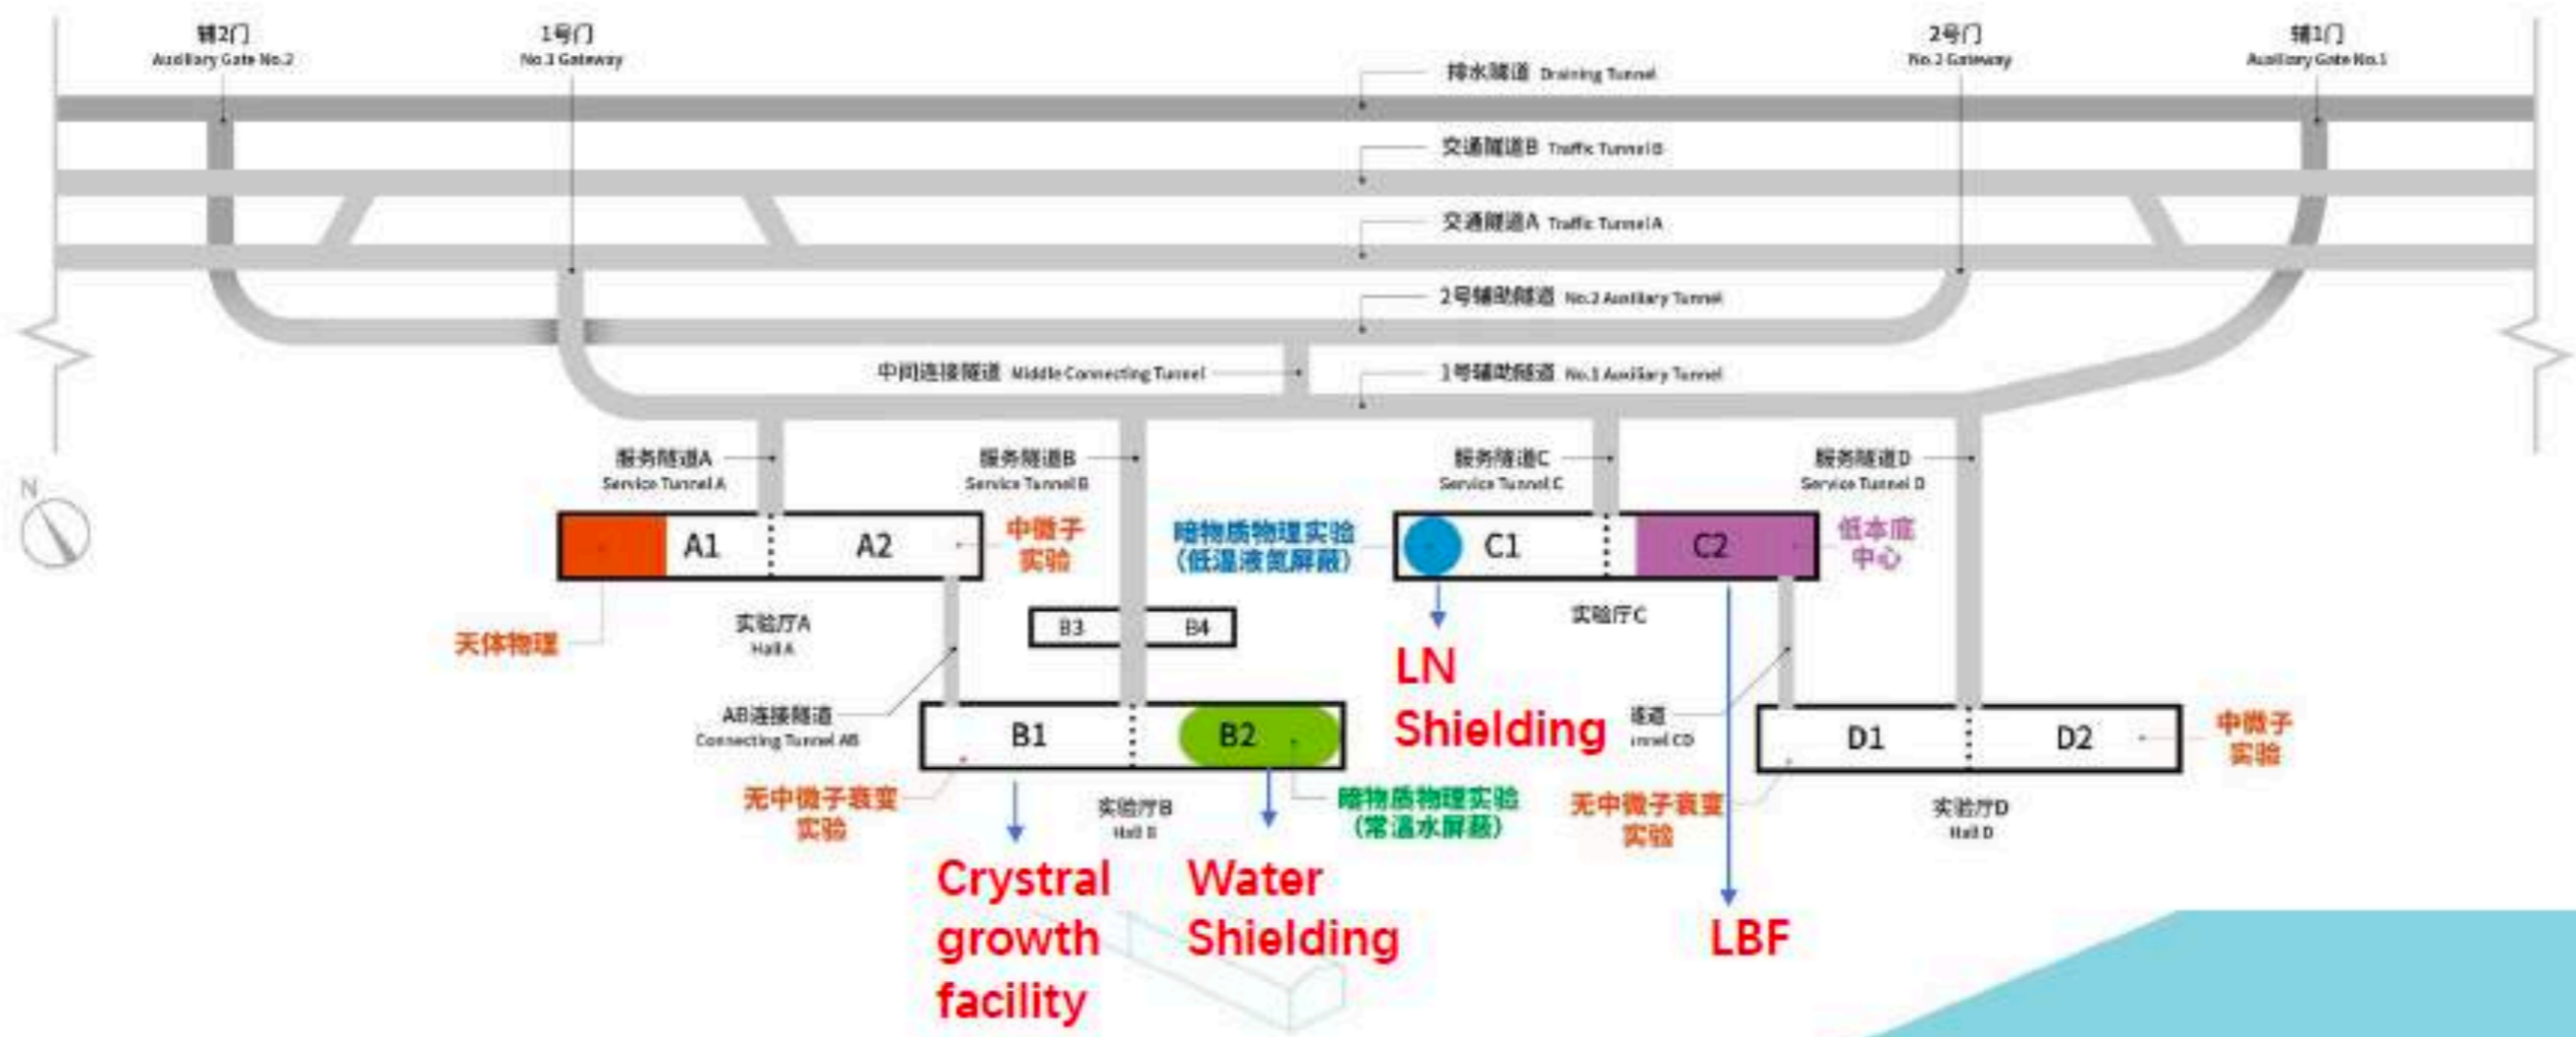 辅2门
Auxiliary Gate No.2
1号门
No.1 Gateway
2号门
No.2 Gateway
辅1门
Auxiliary Gate No.1
排水隧道 Draining Tunnel
交通隧道B Traffic Tunnel B
交通隧道A Traffic Tunnel A
2号辅助隧道 No.2 Auxiliary Tunnel
中间连接隧道 Middle Connecting Tunnel
1号辅助隧道 No.1 Auxiliary Tunnel
服务隧道A
Service Tunnel A
服务隧道B
Service Tunnel B
服务隧道C
Service Tunnel C
服务隧道D
Service Tunnel D
N
A1
A2
中微子
实验
暗物质物理实验
(低温液氮屏蔽)
C1
C2
低本底
中心
天体物理
实验厅A
Hall A
B3
B4
实验厅C
LN
Shielding
AB连接隧道
Connecting Tunnel AB
B1
B2
隧道
nnel CD
D1
D2
中微子
实验
无中微子衰变
实验
实验厅B
Hall B
暗物质物理实验
(常温水屏蔽)
无中微子衰变
实验
实验厅D
Hall D
Crystral
growth
facility
Water
Shielding
LBF